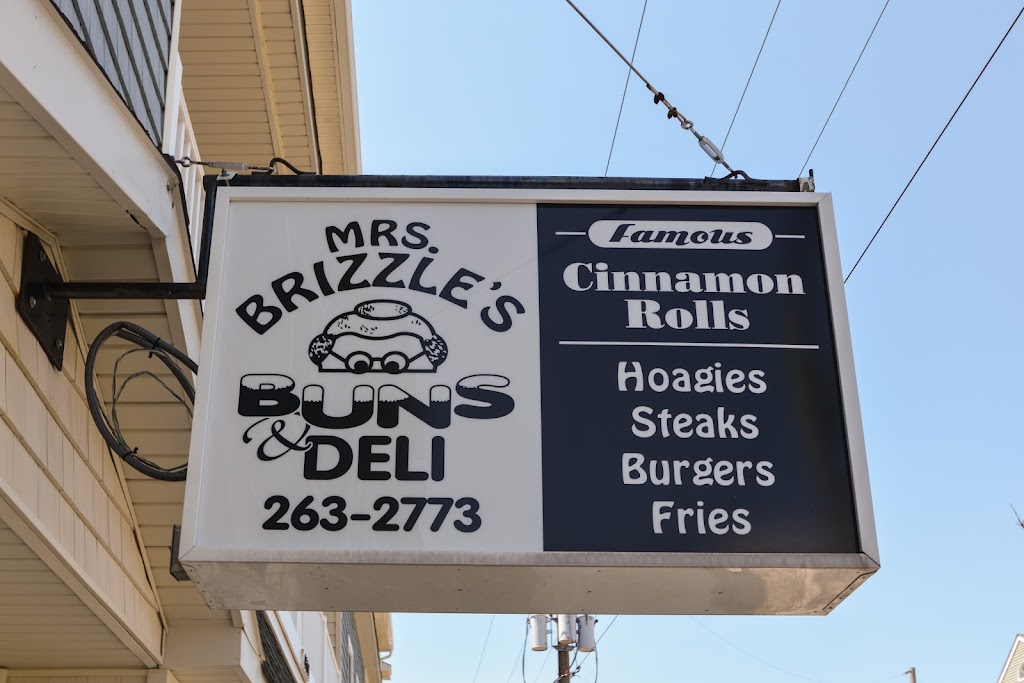 MRS.
BRIZZLE'S
BUNS
& DELI
263-2773
Famous
Cinnamon
Rolls
Hoagies
Steaks
Burgers
Fries